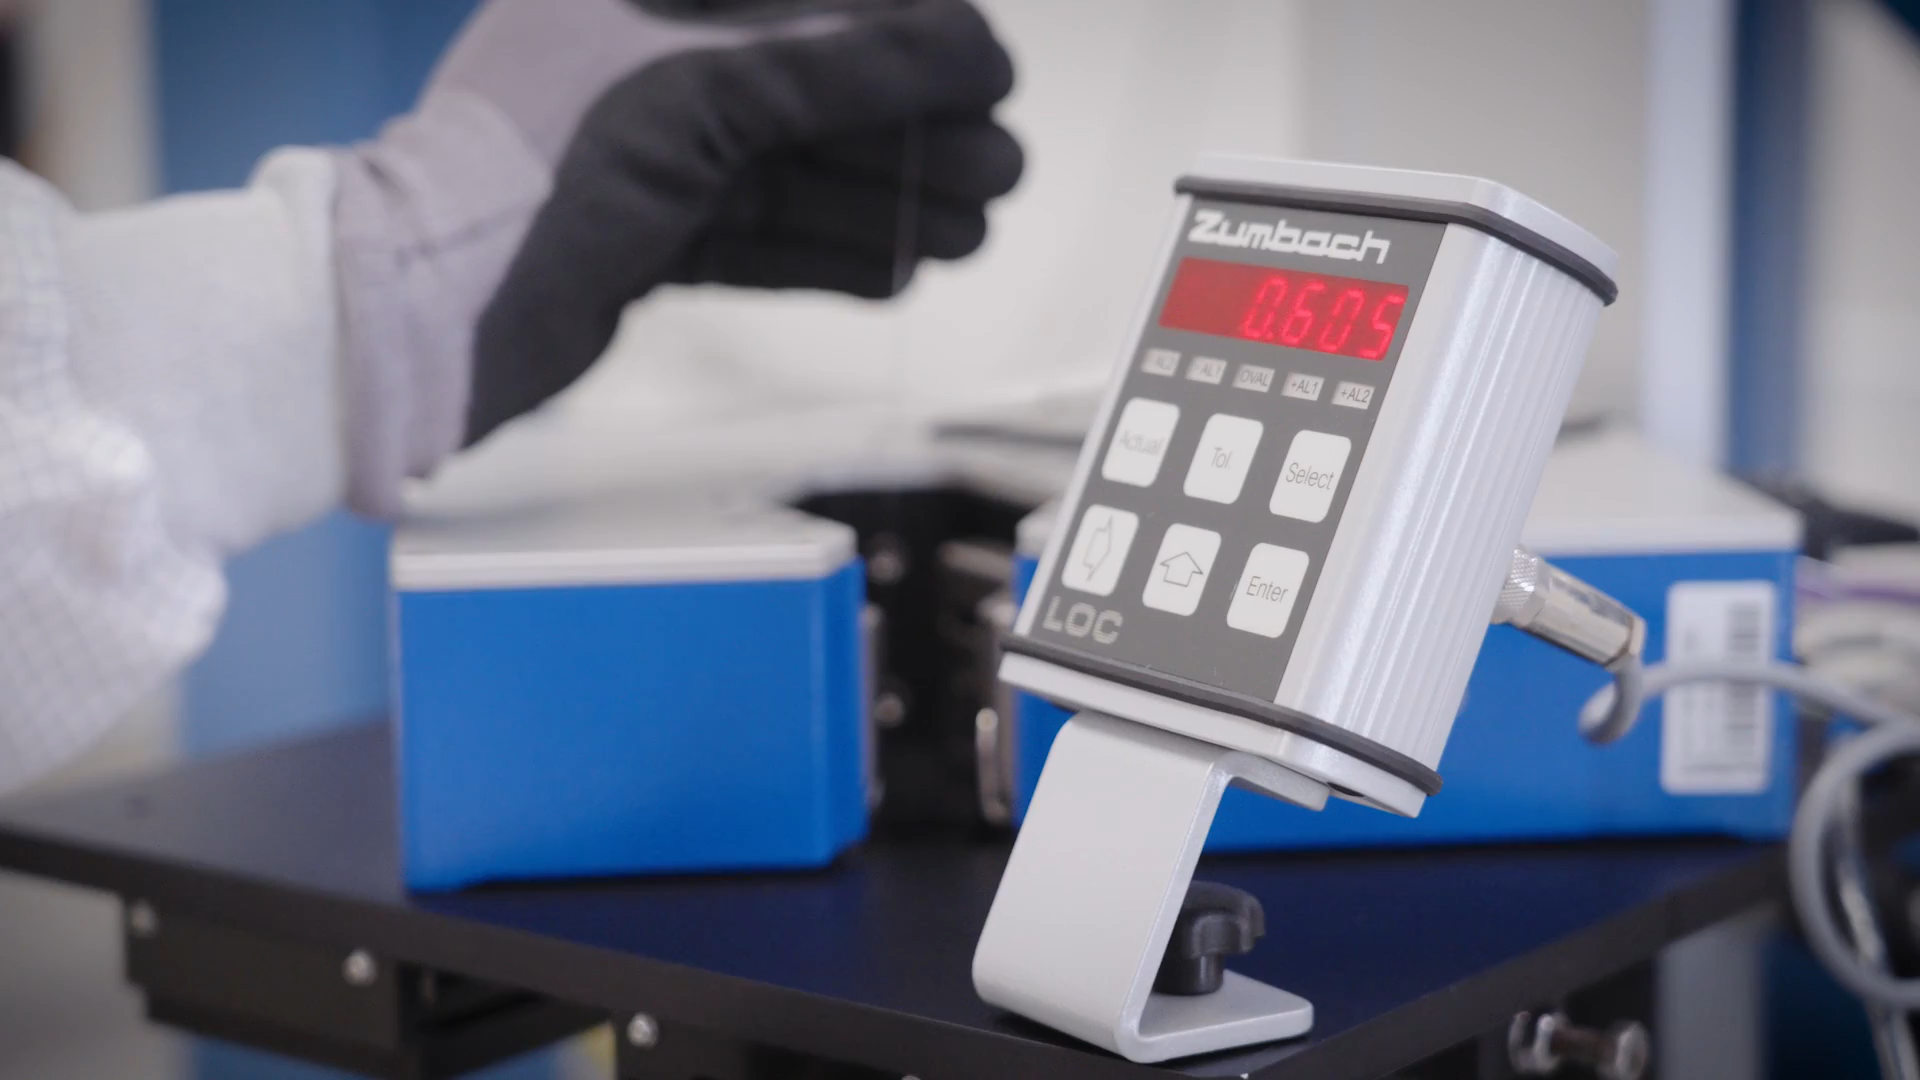 Zumbach
0.605
-AL2 -AL1 OVAL +AL1 +AL2
Actual Tol. Select
Enter
LOC